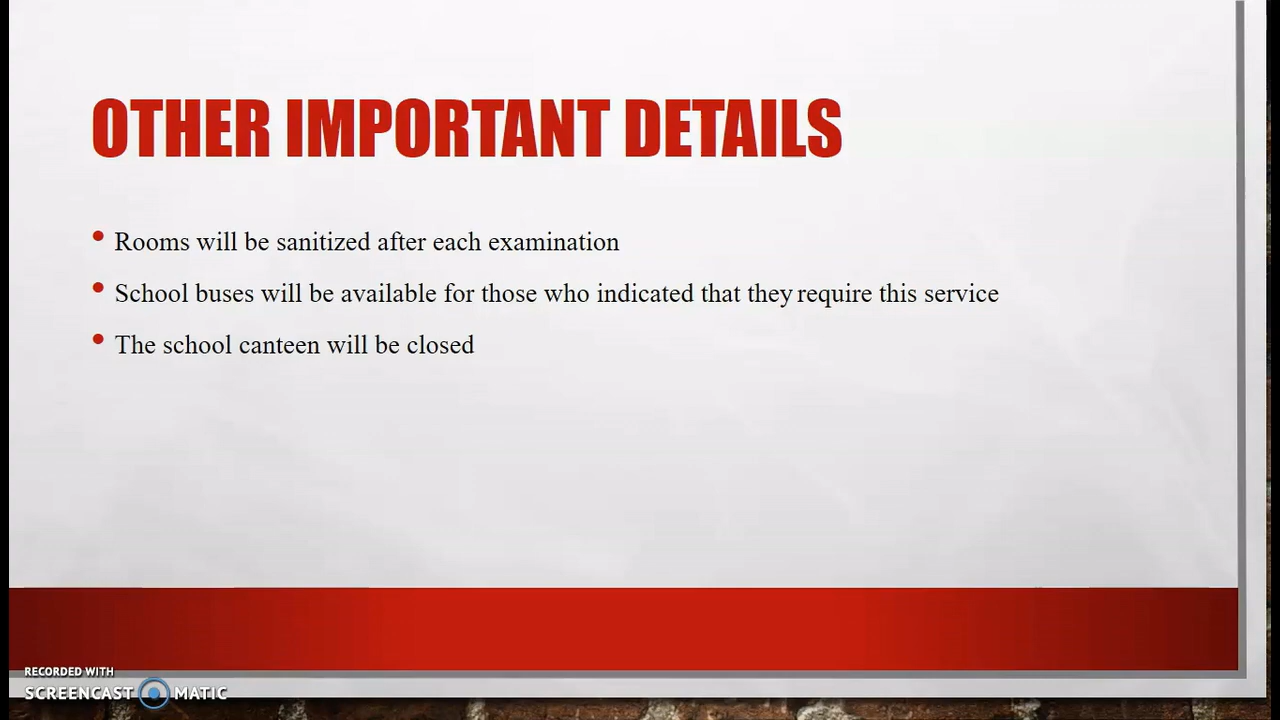 OTHER IMPORTANT DETAILS
• Rooms will be sanitized after each examination
• School buses will be available for those who indicated that they require this service
• The school canteen will be closed
RECORDED WITH
SCREENCAST MATIC